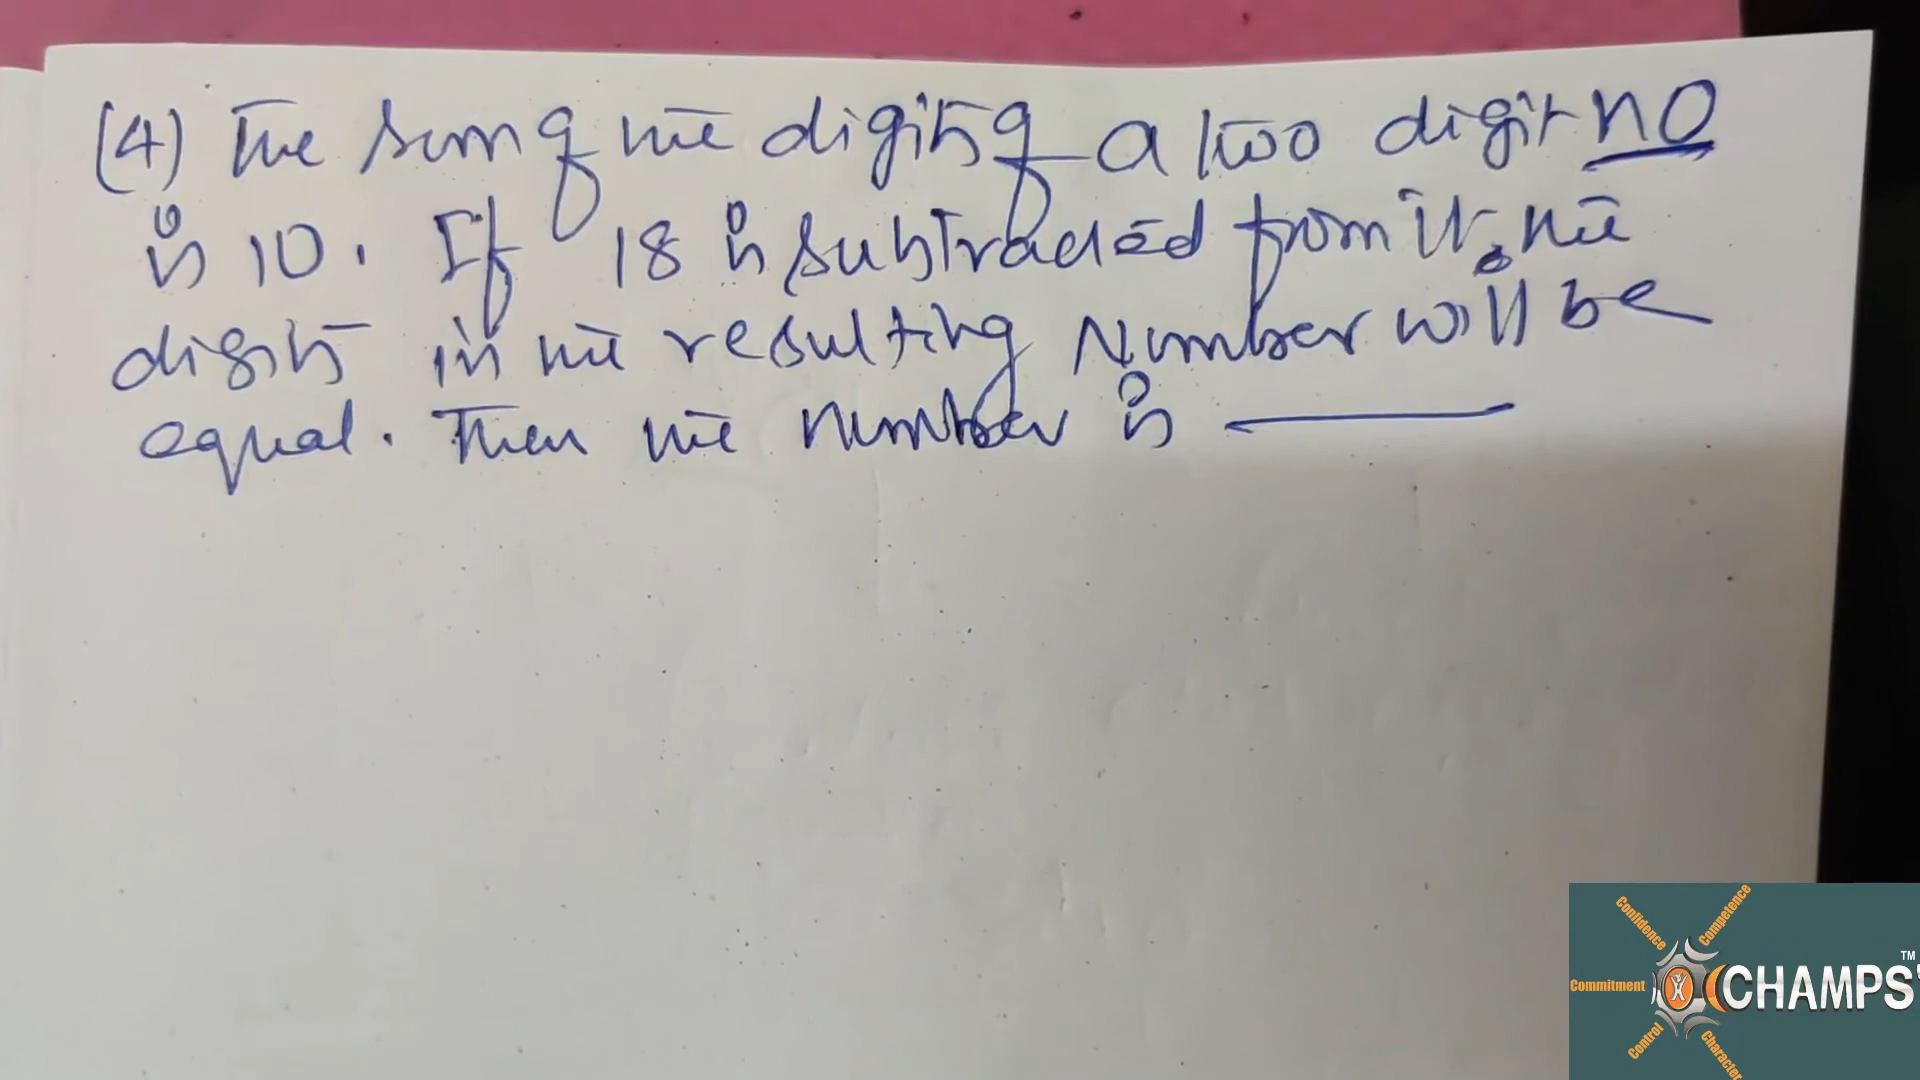 (4) The sum of the digits of a two digit no
is 10. If 18 is subtracted from it, the
digits in the resulting Number will be
equal. Then the number is
Confidence
Competence
Commitment
CHAMPS
TM
Control
Character